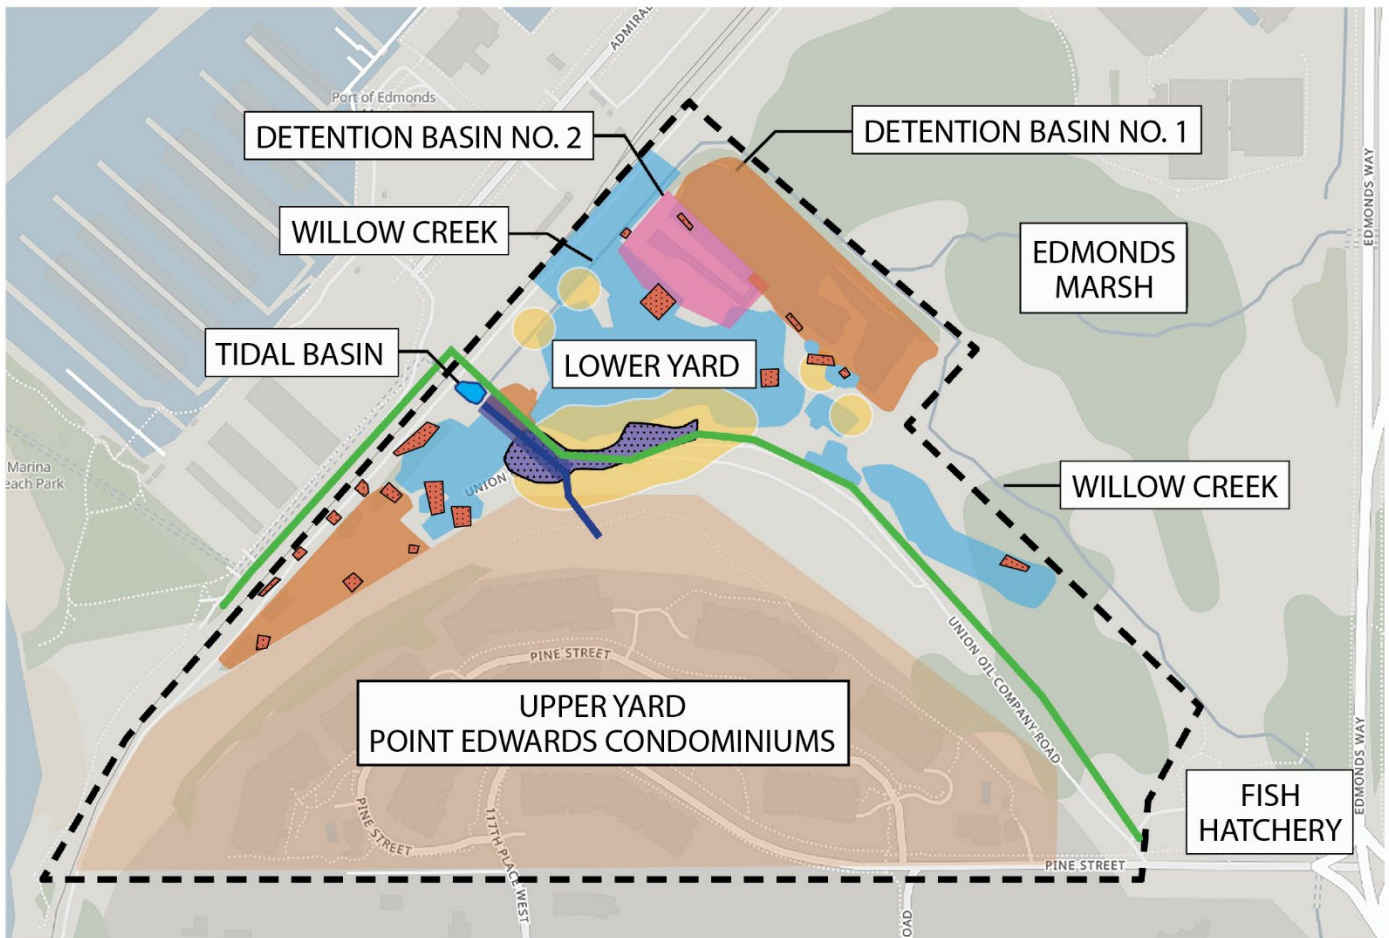 ADMIRAL
Port of Edmonds
DETENTION BASIN NO. 2
DETENTION BASIN NO. 1
EDMONDS WAY
WILLOW CREEK
EDMONDS
MARSH
TIDAL BASIN
LOWER YARD
Marina
each Park
UNION
WILLOW CREEK
UNION OIL COMPANY ROAD
PINE STREET
UPPER YARD
POINT EDWARDS CONDOMINIUMS
EDMONDS WAY
FISH
HATCHERY
PINE STREET
117TH PLACE WEST
PINE STREET
OAD